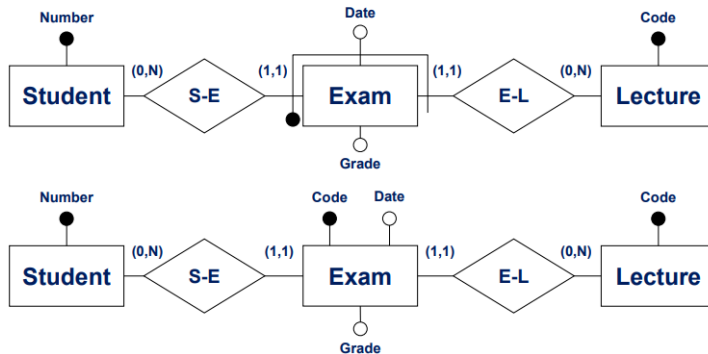 Number Date Code
(0,N) (1,1) (1,1) (0,N)
Student S-E Exam E-L Lecture
Grade
Number Code Date Code
(0,N) (1,1) (1,1) (0,N)
Student S-E Exam E-L Lecture
Grade